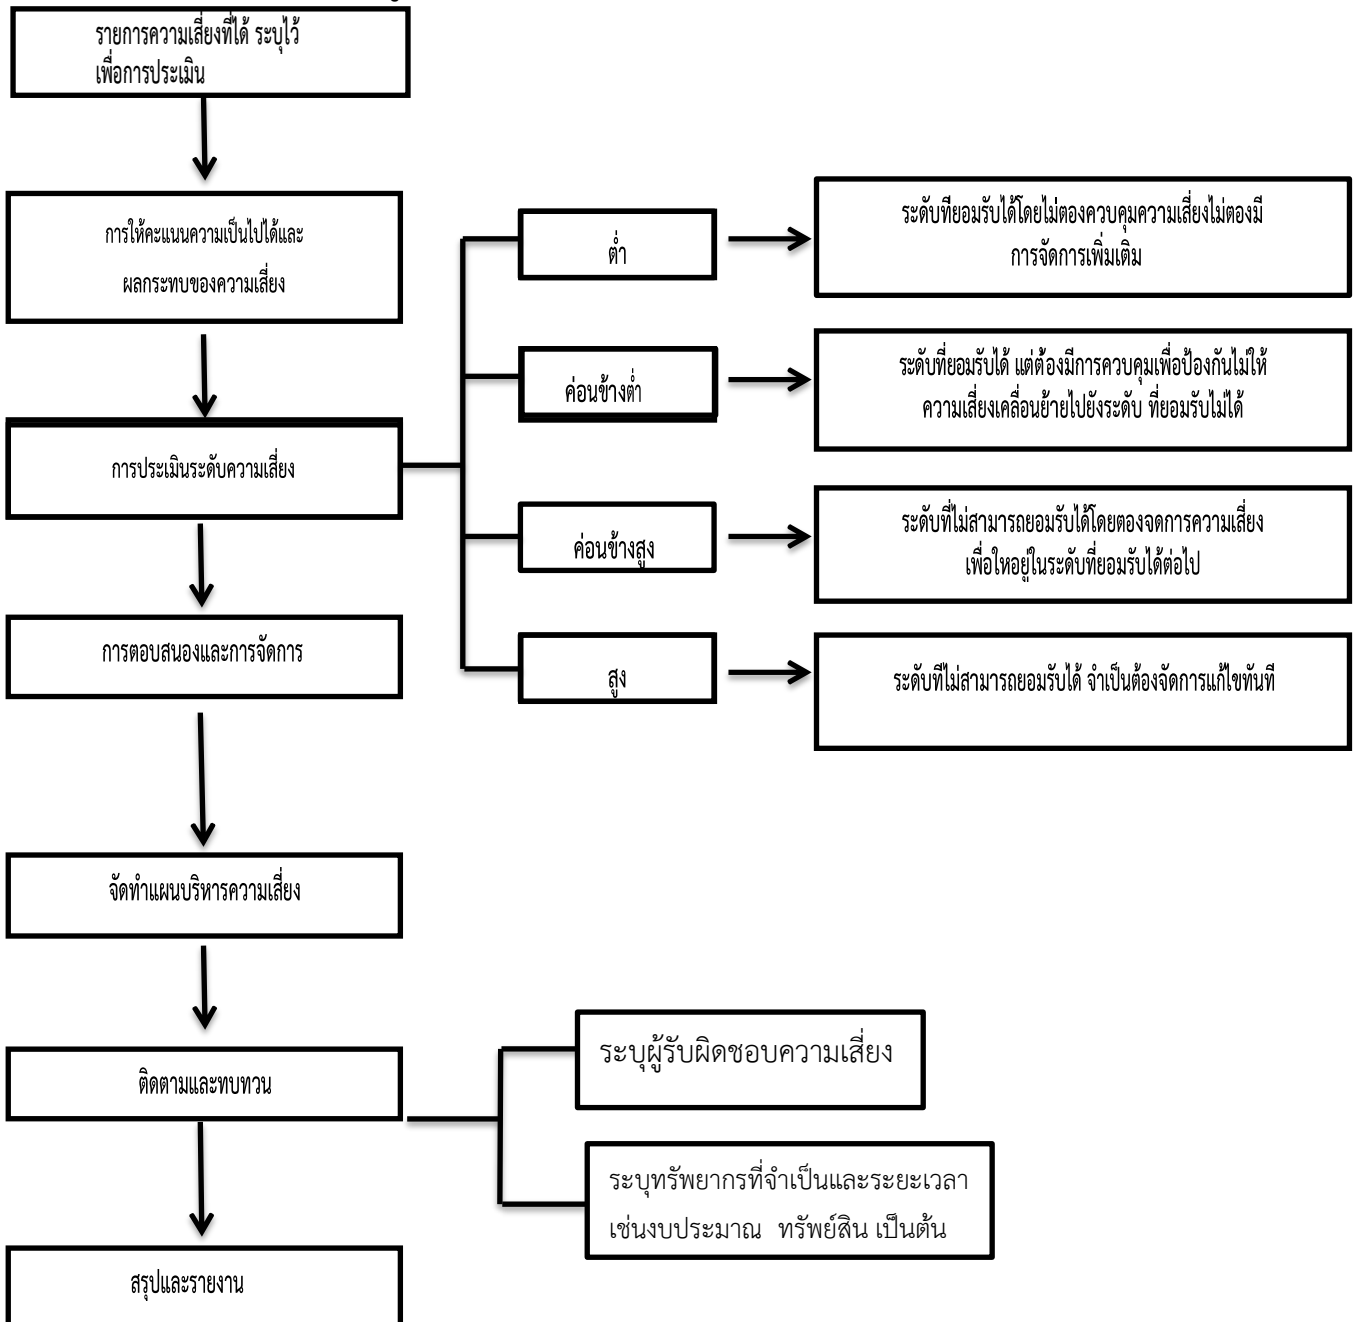 รายการความเสี่ยงที่ได้ ระบุไว้
เพื่อการประเมิน
การให้คะแนนความเป็นไปได้และ
ผลกระทบของความเสี่ยง
การประเมินระดับความเสี่ยง
ต่ำ
ระดับทียอมรับได้โดยไม่ตองควบคุมความเสี่ยงไม่ตองมี
การจัดการเพิ่มเติม
ค่อนข้างต่ำ
ระดับที่ยอมรับได้ แต่ต้องมีการควบคุมเพื่อป้องกันไม่ให้
ความเสี่ยงเคลื่อนย้ายไปยังระดับ ที่ยอมรับไม่ได้
ค่อนข้างสูง
ระดับที่ไม่สามารถยอมรับได้โดยตองจดการความเสี่ยง
เพื่อใหอยู่ในระดับที่ยอมรับได้ต่อไป
สูง
ระดับที่ไม่สามารถยอมรับได้ จำเป็นต้องจัดการแก้ไขทันที
การตอบสนองและการจัดการ
จัดทำแผนบริหารความเสี่ยง
ติดตามและทบทวน
ระบุผู้รับผิดชอบความเสี่ยง
ระบุทรัพยากรที่จำเป็นและระยะเวลา
เช่นงบประมาณ ทรัพย์สิน เป็นต้น
สรุปและรายงาน